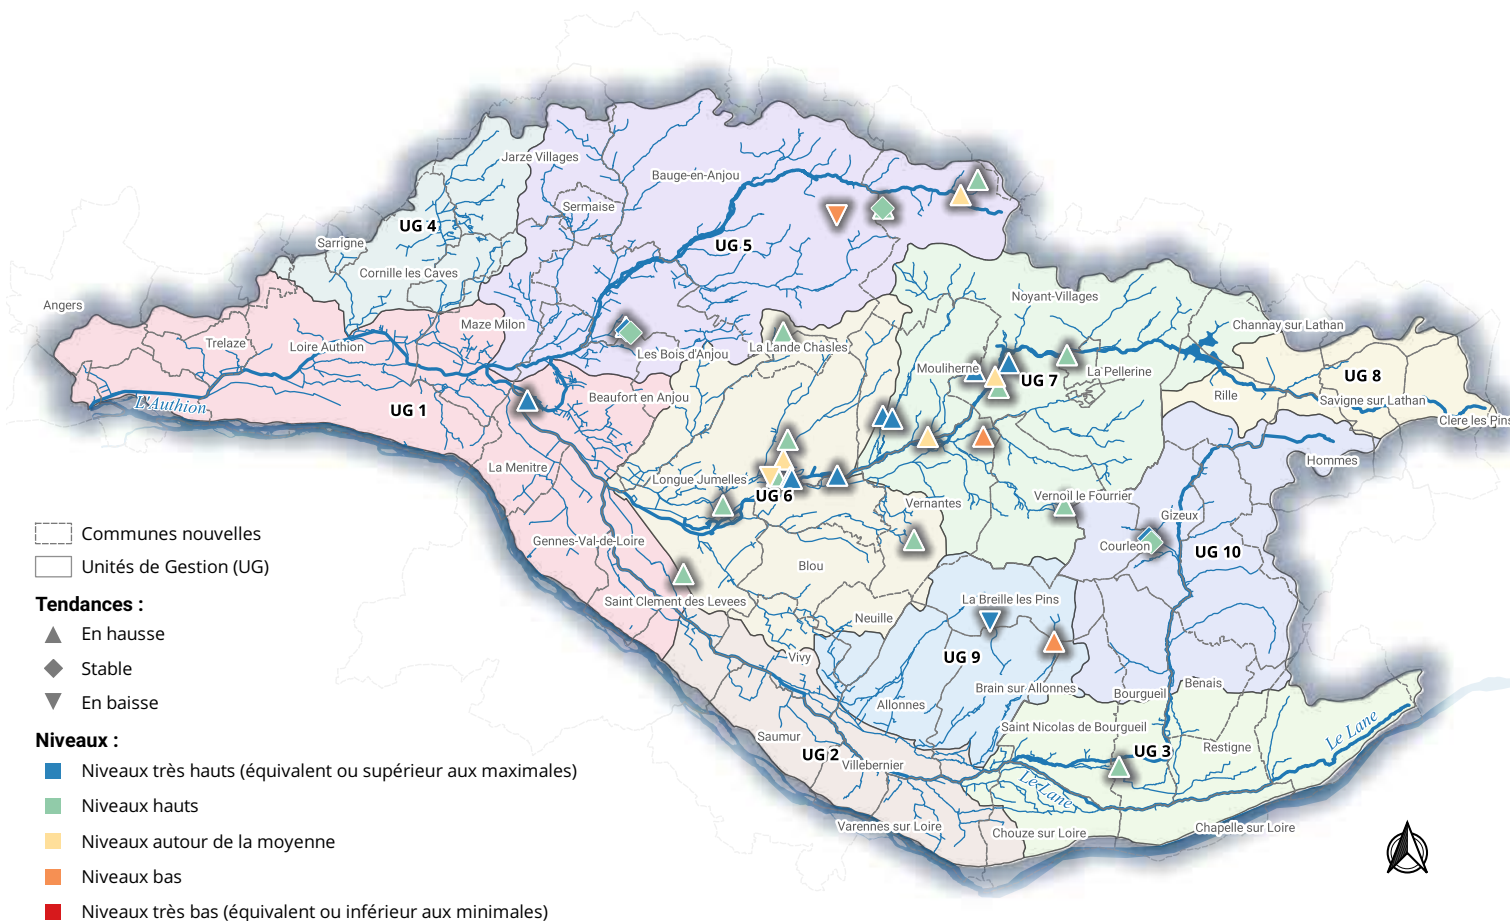 Jarze Villages
Bauge-en-Anjou
Sermaise
UG 4
Sarrigne
UG 5
Cornille les Caves
Angers
Noyant-Villages
Maze Milon
Channay sur Lathan
Trelaze
Loire Authion
La Lande Chasles
Les Bois d'Anjou
Mouliherne
UG 7
La Pellerine
UG 8
Beaufort en Anjou
Rille
Savigne sur Lathan
L'Authion
UG 1
Clere les Pins
La Menitre
Hommes
Longue Jumelles
UG 6
Vernantes
Vernoil le Fourrier
Gizeux
Gennes-Val-de-Loire
Courleon
UG 10
Blou
Saint Clement des Levees
La Breille les Pins
Neuille
Vivy
UG 9
Benais
Brain sur Allonnes
Bourgueil
Allonnes
Saint Nicolas de Bourgueil
Saumur
UG 2
Villebernier
UG 3
Restigne
Le Lane
Le Lane
Varennes sur Loire
Chouze sur Loire
Chapelle sur Loire
Communes nouvelles
Unités de Gestion (UG)
Tendances :
En hausse
Stable
En baisse
Niveaux :
Niveaux très hauts (équivalent ou supérieur aux maximales)
Niveaux hauts
Niveaux autour de la moyenne
Niveaux bas
Niveaux très bas (équivalent ou inférieur aux minimales)